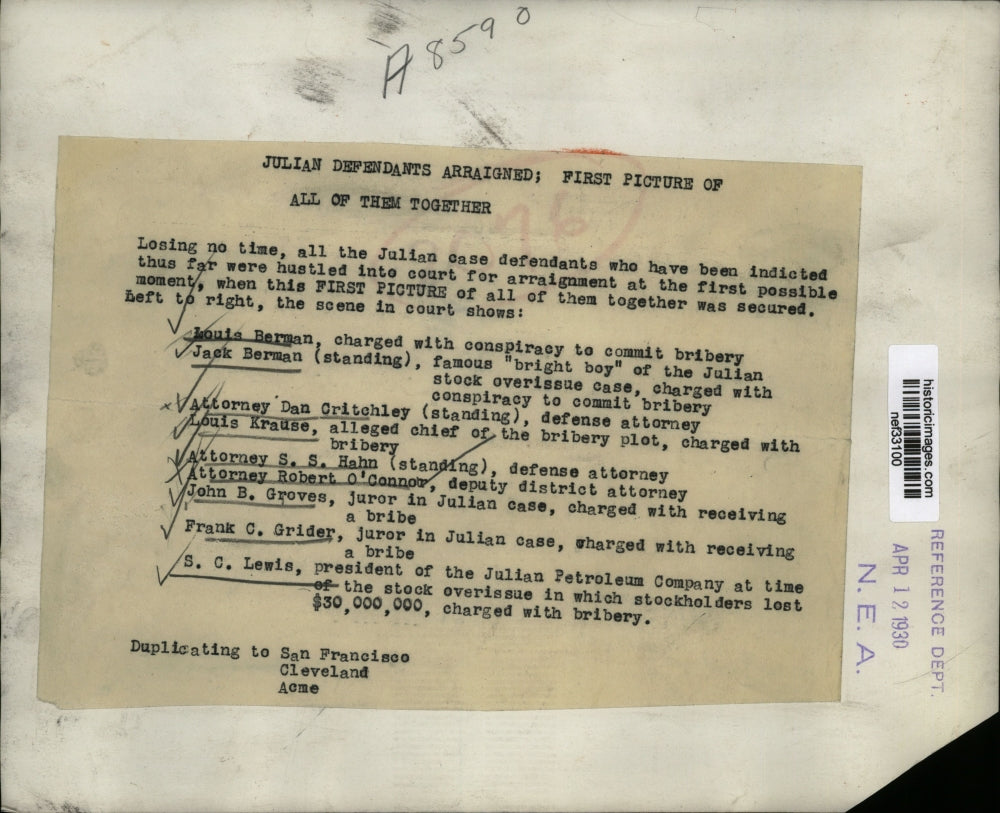 A 8590
JULIAN DEFENDANTS ARRAIGNED; FIRST PICTURE OF
ALL OF THEM TOGETHER
Losing no time, all the Julian case defendants who have been indicted
thus far were hustled into court for arraignment at the first possible
moment, when this FIRST PICTURE of all of them together was secured.
Left to right, the scene in court shows:
Louis Berman, charged with conspiracy to commit bribery
Jack Berman (standing), famous "bright boy" of the Julian
stock overissue case, charged with
conspiracy to commit bribery
Attorney Dan Critchley (standing), defense attorney
Louis Krause, alleged chief of the bribery plot, charged with
bribery
Attorney S. S. Hahn (standing), defense attorney
Attorney Robert O'Connor, deputy district attorney
John B. Groves, juror in Julian case, charged with receiving
a bribe
Frank C. Grider, juror in Julian case, wharged with receiving
a bribe
S. C. Lewis, president of the Julian Petroleum Company at time
of the stock overissue in which stockholders lost
$30,000,000, charged with bribery.
Duplicating to San Francisco
Cleveland
Acme
historicimages.com
nef33100
REFERENCE DEPT.
APR 12 1930
N. E. A.